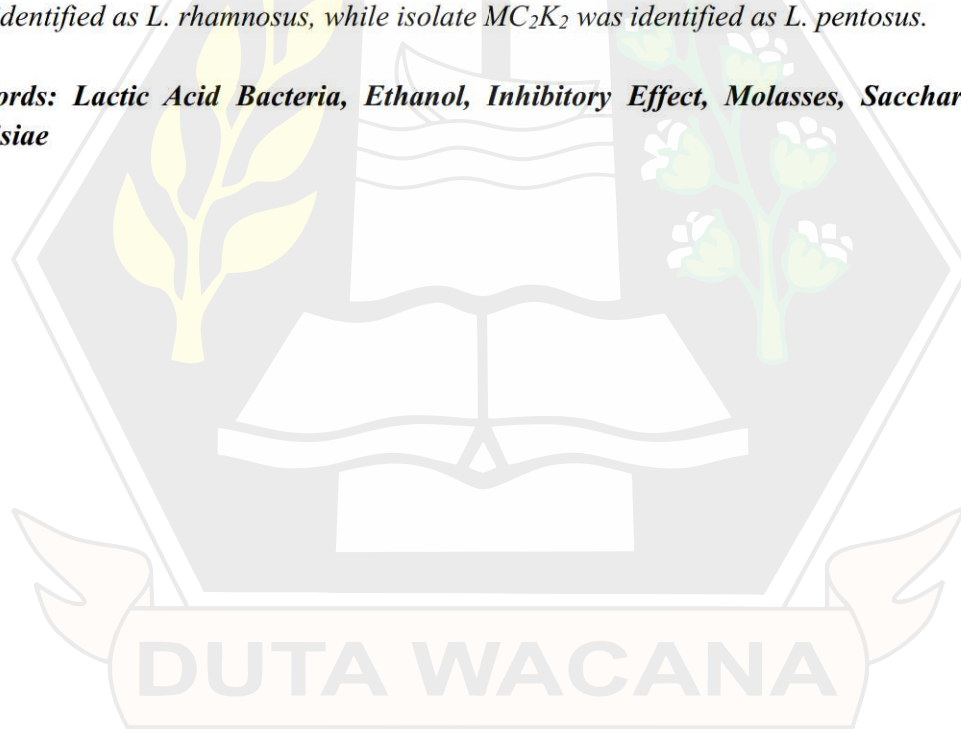 identified as L. rhamnosus, while isolate MC₂K₂ was identified as L. pentosus.
ords: Lactic Acid Bacteria, Ethanol, Inhibitory Effect, Molasses, Sacchar
siae
DUTA WACANA